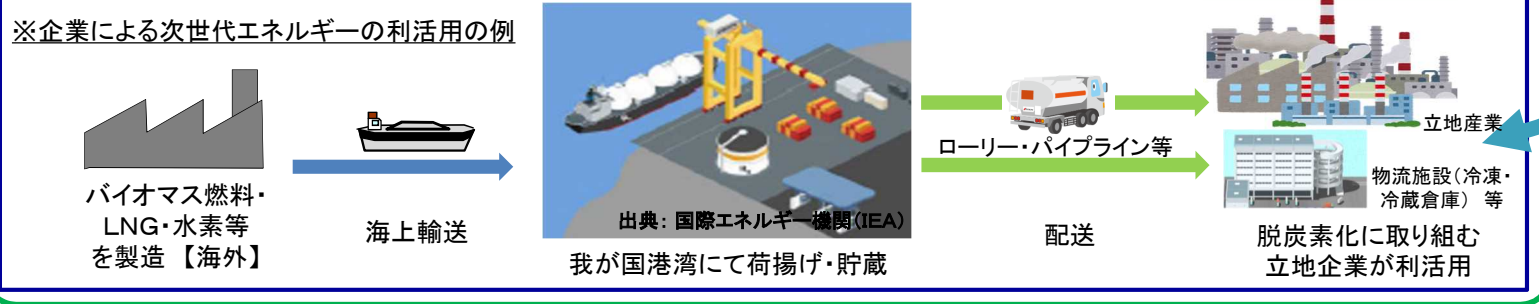 ※企業による次世代エネルギーの利活用の例
バイオマス燃料・
LNG・水素等
を製造 【海外】
海上輸送
出典: 国際エネルギー機関(IEA)
我が国港湾にて荷揚げ・貯蔵
ローリー・パイプライン等
配送
立地産業
物流施設(冷凍・
冷蔵倉庫) 等
脱炭素化に取り組む
立地企業が利活用